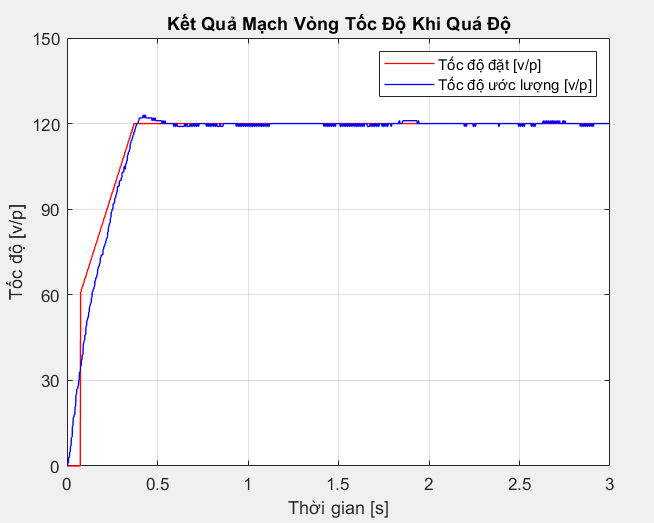 Kết Quả Mạch Vòng Tốc Độ Khi Quá Độ
150
Tốc độ đặt [v/p]
Tốc độ ước lượng [v/p]
120
90
60
30
0
Tốc độ [v/p]
0 0.5 1 1.5 2 2.5 3
Thời gian [s]